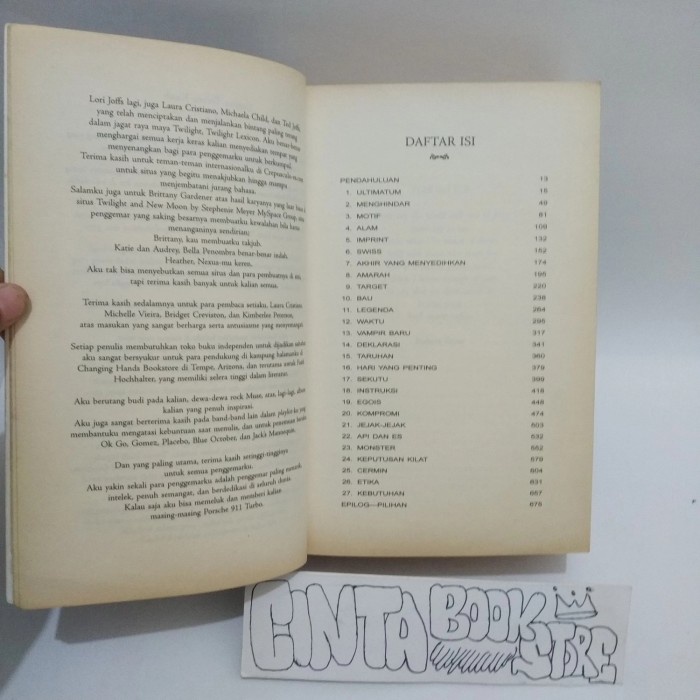 Lori Joffs lagi, juga Laura Cristiano, Michaela Child, dan Ted Joffs
yang telah menciptakan dan menjalankan bintang paling terang
dalam jagat raya maya Twilight, Twilight Lexicon. Aku benar-benar
menghargai semua kerja keras kalian menyediakan tempat yang
menyenangkan bagi para penggemarku untuk berkumpul.
Terima kasih untuk teman-teman internasionalku di Crepusculo-es.com
untuk situs yang begitu menakjubkan hingga mampu
menjembatani jurang bahasa.
Salamku juga untuk Brittany Gardener atas hasil karyanya yang luar biasa di
situs Twilight and New Moon by Stephenie Meyer MySpace Group, situs
penggemar yang saking besarnya membuatku kewalahan bila harus
menanganinya sendirian;
Brittany, kau membuatku takjub.
Katie dan Audrey, Bella Penombra benar-benar indah.
Heather, Nexus-mu keren.
Aku tak bisa menyebutkan semua situs dan para pembuatnya di sini,
tapi terima kasih banyak untuk kalian semua.
Terima kasih sedalamnya untuk para pembaca setiaku, Laura Cristiano
Michelle Vieira, Bridget Creviston, dan Kimberlee Peterson,
atas masukan yang sangat berharga serta antusiasme yang menyenangkan.
Setiap penulis membutuhkan toko buku independen untuk dijadikan sahabat;
aku sangat bersyukur untuk para pendukung di kampung halamanku di
Changing Hands Bookstore di Tempe, Arizona, dan terutama untuk Faith
Hochhalter, yang memiliki selera tinggi dalam literatur.
Aku berutang budi pada kalian, dewa-dewa rock Muse, atas, lagi-lagi, album
kalian yang penuh inspirasi.
Aku juga sangat berterima kasih pada band-band lain dalam playlist-ku yang
membantuku mengatasi kebuntuan saat menulis, dan untuk penemuan baruku
Ok Go, Gomez, Placebo, Blue October, dan Jack's Mannequin.
Dan yang paling utama, terima kasih setinggi-tingginya
untuk semua penggemarku.
Aku yakin sekali para penggemarku adalah penggemar paling menarik,
intelek, penuh semangat, dan berdedikasi di seluruh dunia.
Kalau saja aku bisa memeluk dan memberi kalian
masing-masing Porsche 911 Turbo.
DAFTAR ISI
PENDAHULUAN 13
1. ULTIMATUM 15
2. MENGHINDAR 49
3. MOTIF 81
4. ALAM 109
5. IMPRINT 132
6. SWISS 152
7. AKHIR YANG MENYEDIHKAN 174
8. AMARAH 195
9. TARGET 220
10. BAU 238
11. LEGENDA 264
12. WAKTU 295
13. VAMPIR BARU 317
14. DEKLARASI 341
15. TARUHAN 360
16. HARI YANG PENTING 379
17. SEKUTU 399
18. INSTRUKSI 418
19. EGOIS 448
20. KOMPROMI 474
21. JEJAK-JEJAK 503
22. API DAN ES 532
23. MONSTER 552
24. KEPUTUSAN KILAT 579
25. CERMIN 604
26. ETIKA 631
27. KEBUTUHAN 657
EPILOG—PILIHAN 675
CINTA BOOK STORE